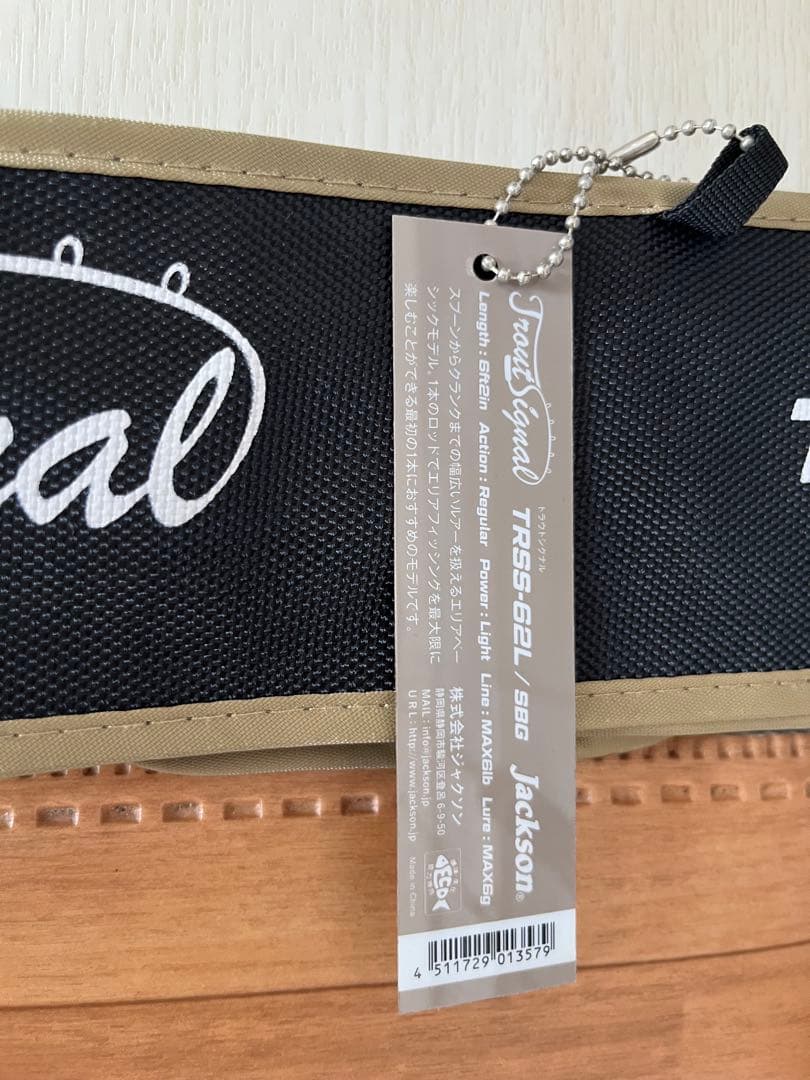 Trout Signal
トラウトシグナル
TRSS-62L / SBG
Jackson®
Length : 6ft2in Action : Regular Power : Light Line : MAX6lb Lure : MAX6g
スプーンからクランクまでの幅広いルアーを扱えるエリアベー
シックモデル。1本のロッドでエリアフィッシングを最大限に
楽しむことができる最初の1本におすすめのモデルです。
株式会社ジャクソン
静岡県静岡市駿河区登呂 6-9-50
MAIL : info@jackson.jp
URL : http://www.jackson.jp
ECO
Made in China
4 511729 013579
nal